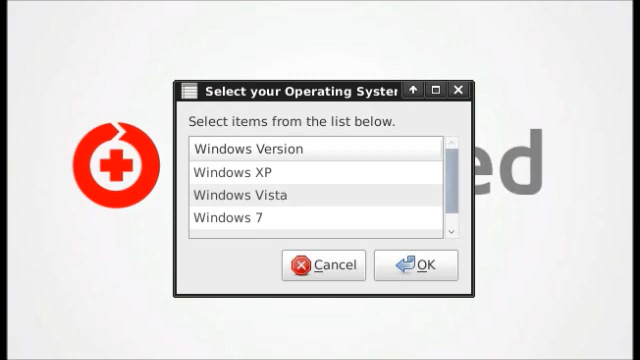 Select your Operating System
Select items from the list below.
Windows Version
Windows XP
Windows Vista
Windows 7
Cancel
OK
ed